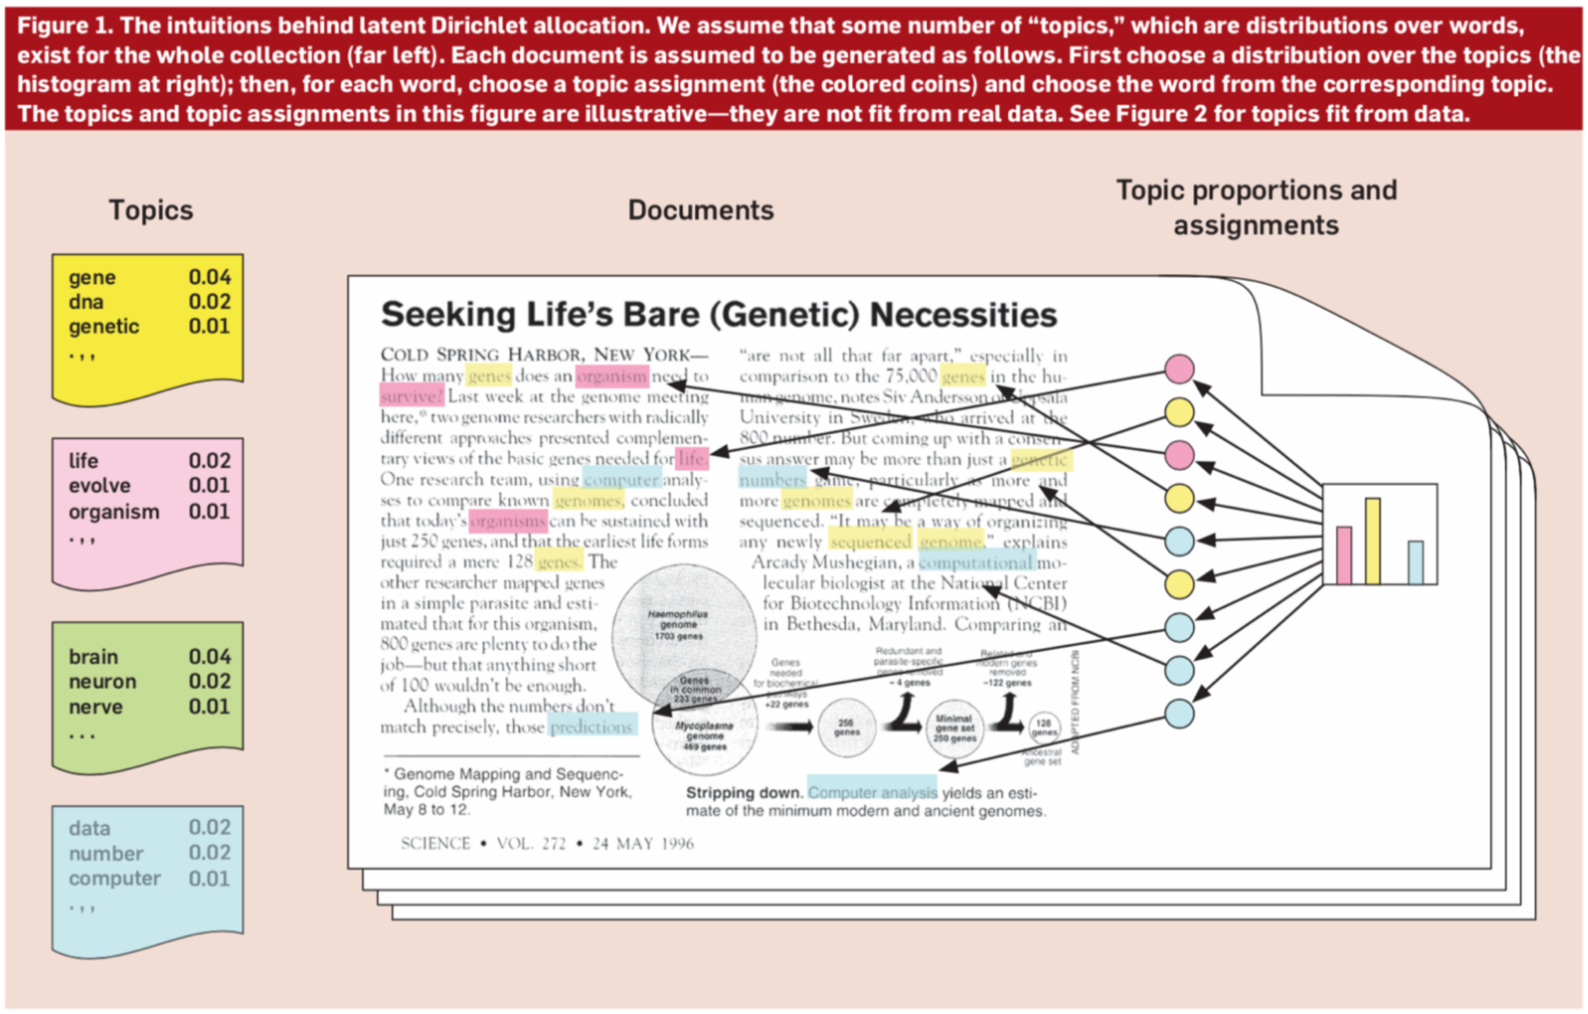 Figure 1. The intuitions behind latent Dirichlet allocation. We assume that some number of “topics,” which are distributions over words,
exist for the whole collection (far left). Each document is assumed to be generated as follows. First choose a distribution over the topics (the
histogram at right); then, for each word, choose a topic assignment (the colored coins) and choose the word from the corresponding topic.
The topics and topic assignments in this figure are illustrative—they are not fit from real data. See Figure 2 for topics fit from data.
Topics
gene 0.04
dna 0.02
genetic 0.01
. , ,
life 0.02
evolve 0.01
organism 0.01
. , ,
brain 0.04
neuron 0.02
nerve 0.01
. . .
data 0.02
number 0.02
computer 0.01
. , ,
Documents
Seeking Life’s Bare (Genetic) Necessities
COLD SPRING HARBOR, NEW YORK—
How many genes does an organism need to
survive? Last week at the genome meeting
here,* two genome researchers with radically
different approaches presented complemen-
tary views of the basic genes needed for life.
One research team, using computer analy-
ses to compare known genomes, concluded
that today’s organisms can be sustained with
just 250 genes, and that the earliest life forms
required a mere 128 genes. The
other researcher mapped genes
in a simple parasite and esti-
mated that for this organism,
800 genes are plenty to do the
job—but that anything short
of 100 wouldn’t be enough.
Although the numbers don’t
match precisely, those predictions
* Genome Mapping and Sequenc-
ing, Cold Spring Harbor, New York,
May 8 to 12.
“are not all that far apart,” especially in
comparison to the 75,000 genes in the hu-
man genome, notes Siv Andersson of Uppsala
University in Sweden, who arrived at the
800 number. But coming up with a consen-
sus answer may be more than just a genetic
numbers game, particularly as more and
more genomes are completely mapped and
sequenced. “It may be a way of organizing
any newly sequenced genome,” explains
Arcady Mushegian, a computational mo-
lecular biologist at the National Center
for Biotechnology Information (NCBI)
in Bethesda, Maryland. Comparing an
Haemophilus
genome
1703 genes
Genes
in common
233 genes
Mycoplasma
genome
469 genes
Genes
needed
for biochemical
pathways
+22 genes
256
genes
Redundant and
parasite-specific
genes removed
– 4 genes
Minimal
gene set
250 genes
Related and
modern genes
removed
–122 genes
128
genes
Ancestral
gene set
ADAPTED FROM NCBI
Stripping down. Computer analysis yields an esti-
mate of the minimum modern and ancient genomes.
SCIENCE • VOL. 272 • 24 MAY 1996
Topic proportions and
assignments